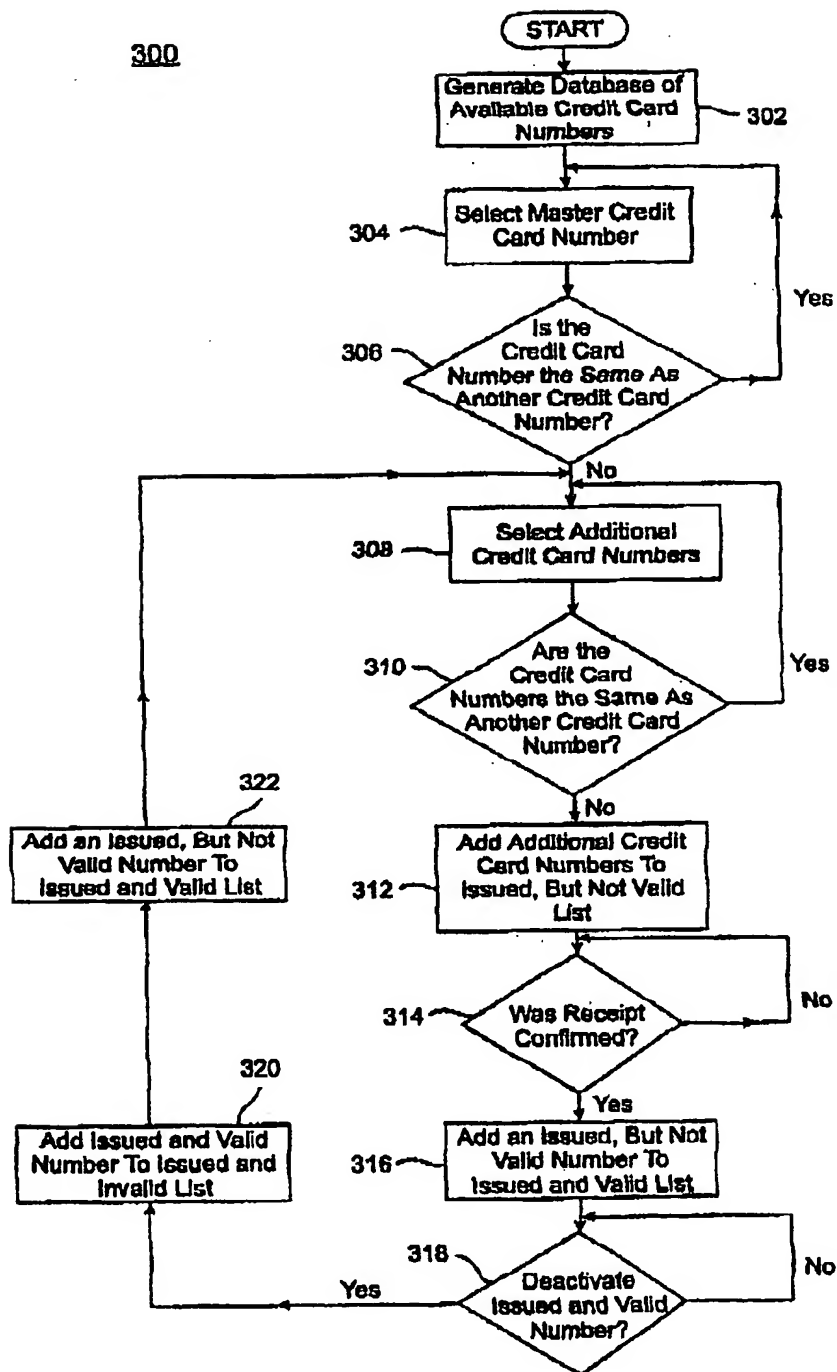 300
START
Generate Database of
Available Credit Card
Numbers
302
304
Select Master Credit
Card Number
Yes
306
Is the
Credit Card
Number the Same As
Another Credit Card
Number?
No
308
Select Additional
Credit Card Numbers
310
Are the
Credit Card
Numbers the Same As
Another Credit Card
Number?
Yes
No
322
Add an Issued, But Not
Valid Number To
Issued and Valid List
312
Add Additional Credit
Card Numbers To
Issued, But Not Valid
List
314
Was Receipt
Confirmed?
No
Yes
320
Add Issued and Valid
Number To Issued and
Invalid List
316
Add an Issued, But Not
Valid Number To
Issued and Valid List
318
Deactivate
Issued and Valid
Number?
No
Yes